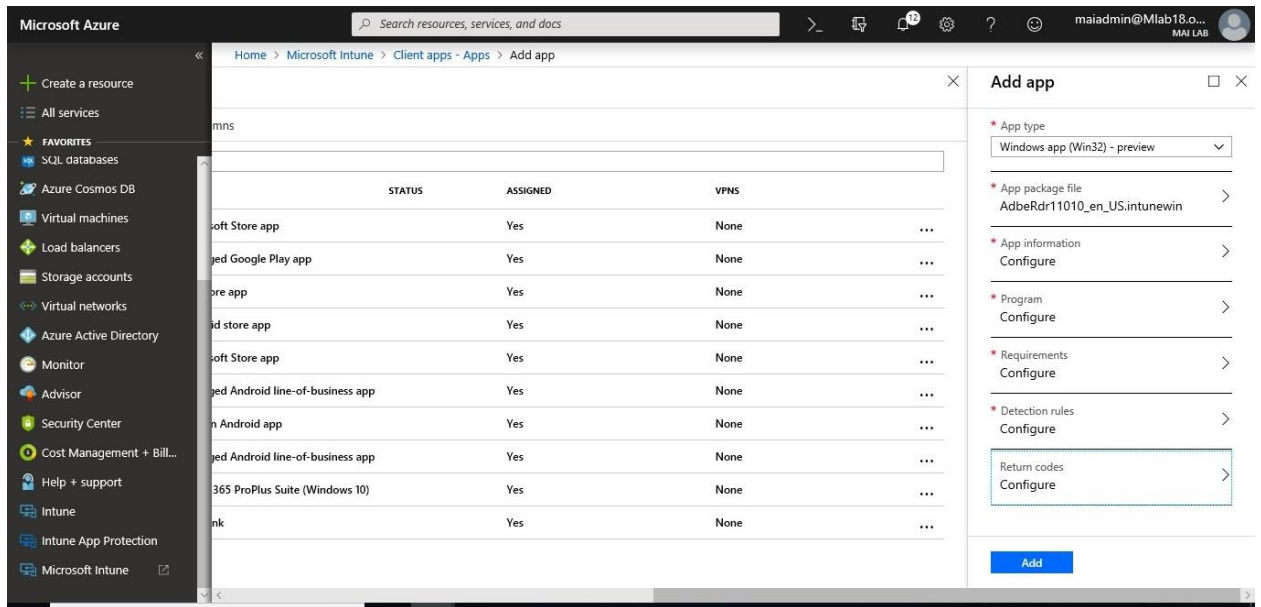 Microsoft Azure
Search resources, services, and docs
12
maiadmin@Mlab18.o...
MAI LAB
Home > Microsoft Intune > Client apps - Apps > Add app
Create a resource
All services
FAVORITES
SQL databases
Azure Cosmos DB
Virtual machines
Load balancers
Storage accounts
Virtual networks
Azure Active Directory
Monitor
Advisor
Security Center
Cost Management + Bill...
Help + support
Intune
Intune App Protection
Microsoft Intune
mns
STATUS ASSIGNED VPNS
soft Store app Yes None ...
ged Google Play app Yes None ...
ore app Yes None ...
id store app Yes None ...
soft Store app Yes None ...
ged Android line-of-business app Yes None ...
n Android app Yes None ...
ged Android line-of-business app Yes None ...
365 ProPlus Suite (Windows 10) Yes None ...
nk Yes None ...
Add app
* App type
Windows app (Win32) - preview
* App package file
AdbeRdr11010_en_US.intunewin
* App information
Configure
* Program
Configure
* Requirements
Configure
* Detection rules
Configure
Return codes
Configure
Add